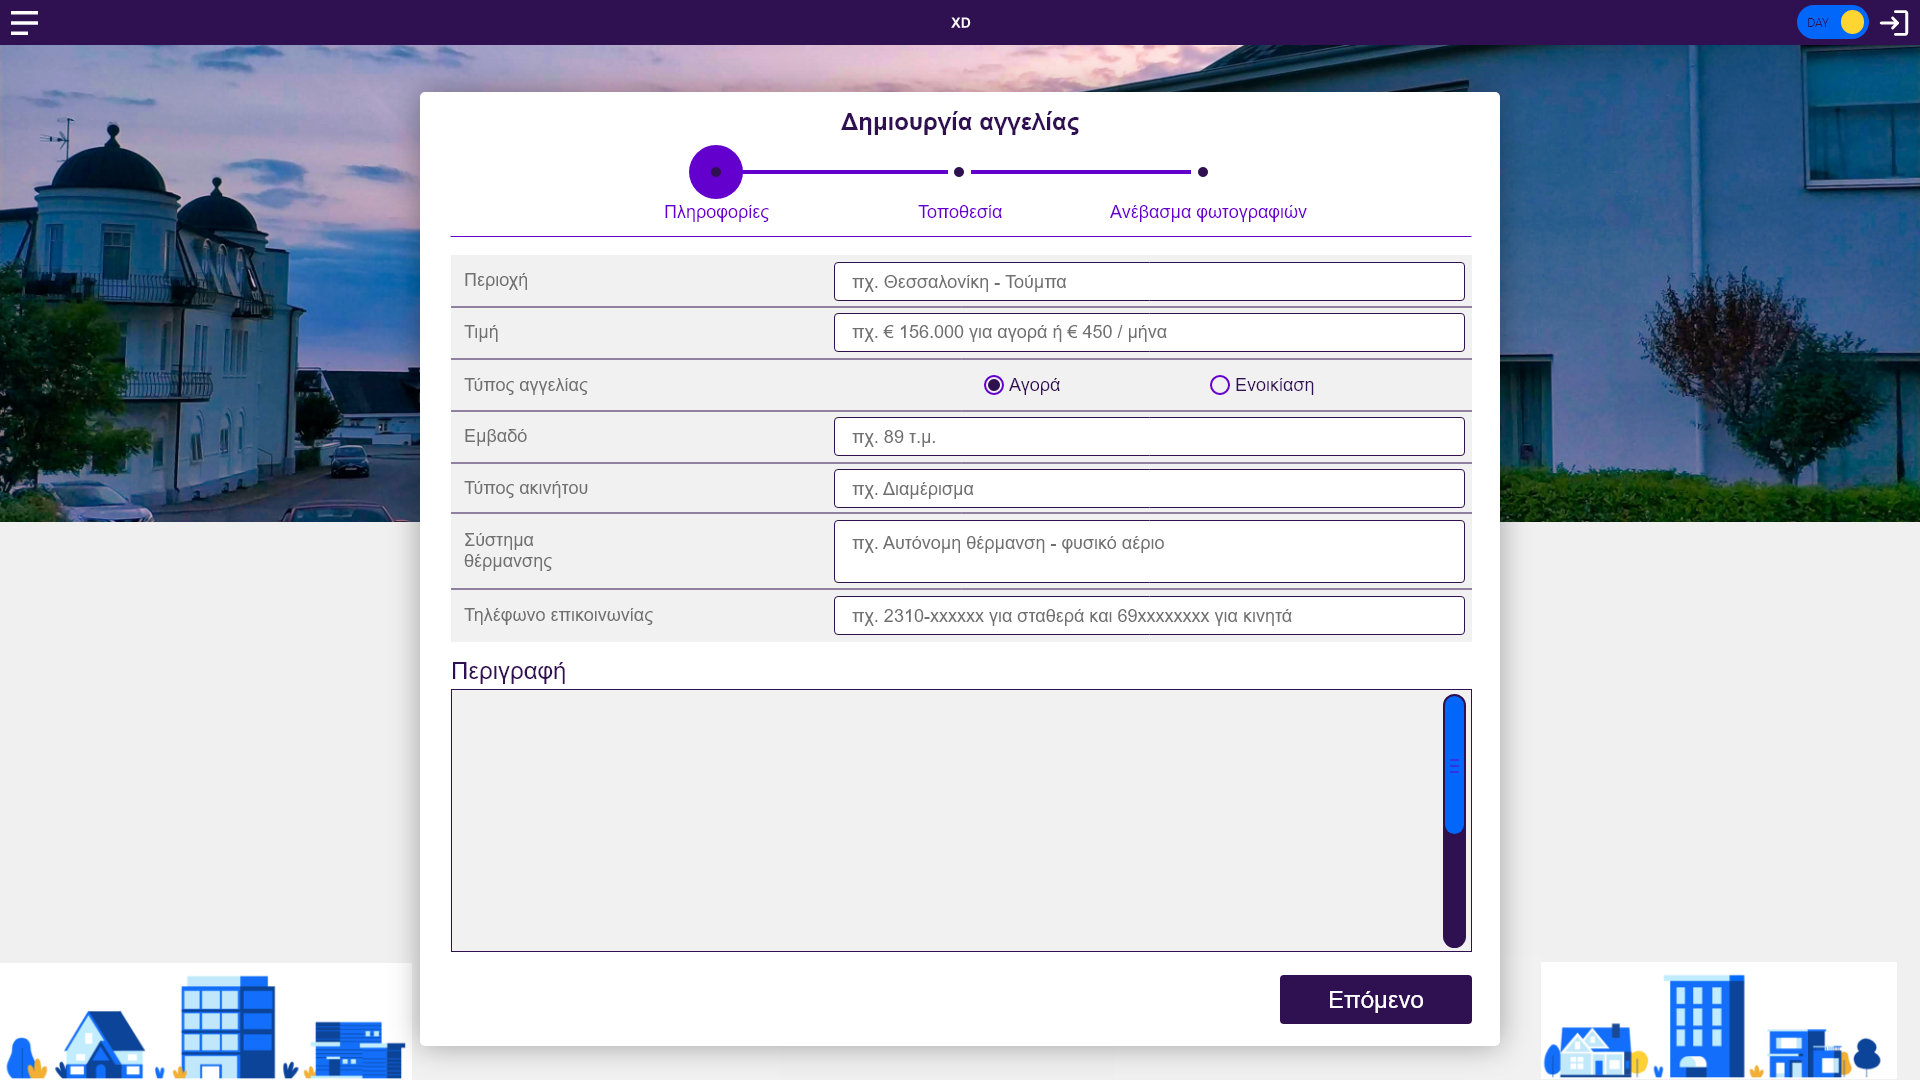 XD
DAY
Δημιουργία αγγελίας
Πληροφορίες
Τοποθεσία
Ανέβασμα φωτογραφιών
Περιοχή
πχ. Θεσσαλονίκη - Τούμπα
Τιμή
πχ. € 156.000 για αγορά ή € 450 / μήνα
Τύπος αγγελίας
Αγορά
Ενοικίαση
Εμβαδό
πχ. 89 τ.μ.
Τύπος ακινήτου
πχ. Διαμέρισμα
Σύστημα
θέρμανσης
πχ. Αυτόνομη θέρμανση - φυσικό αέριο
Τηλέφωνο επικοινωνίας
πχ. 2310-xxxxxx για σταθερά και 69xxxxxxxx για κινητά
Περιγραφή
Επόμενο